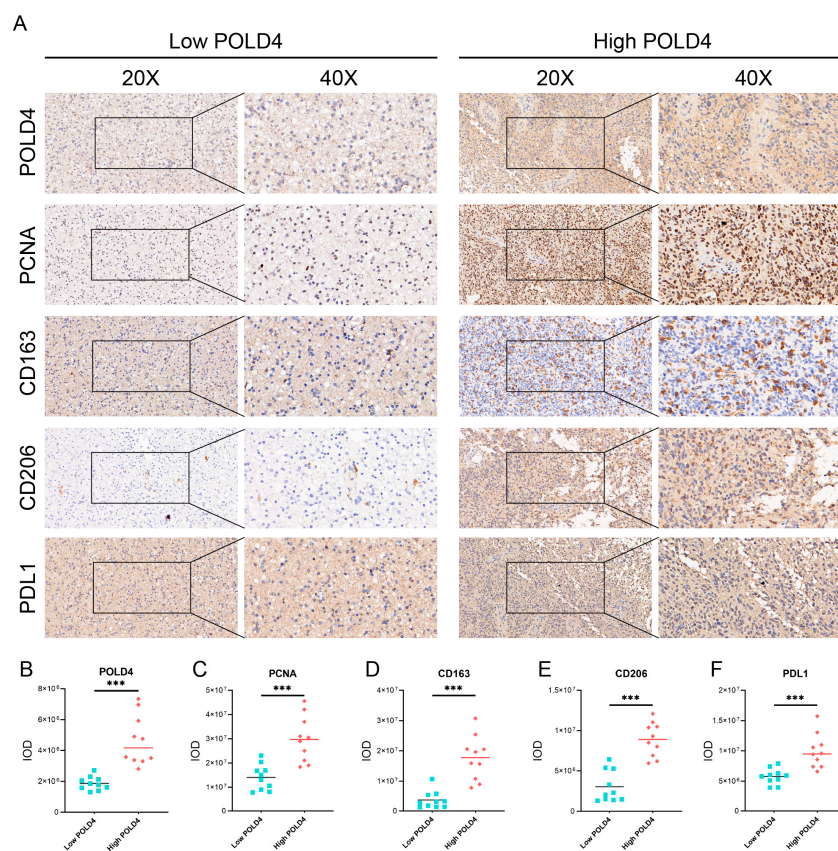 A
Low POLD4
High POLD4
20X
40X
20X
40X
POLD4
PCNA
CD163
CD206
PDL1
B
POLD4
***
IOD
8×10⁶
6×10⁶
4×10⁶
2×10⁶
0
Low POLD4
High POLD4
C
PCNA
***
IOD
5×10⁷
4×10⁷
3×10⁷
2×10⁷
1×10⁷
0
Low POLD4
High POLD4
D
CD163
***
IOD
4×10⁷
3×10⁷
2×10⁷
1×10⁷
0
Low POLD4
High POLD4
E
CD206
***
IOD
1.5×10⁷
1×10⁷
5×10⁶
0
Low POLD4
High POLD4
F
PDL1
***
IOD
2×10⁷
1.5×10⁷
1×10⁷
5×10⁶
0
Low POLD4
High POLD4